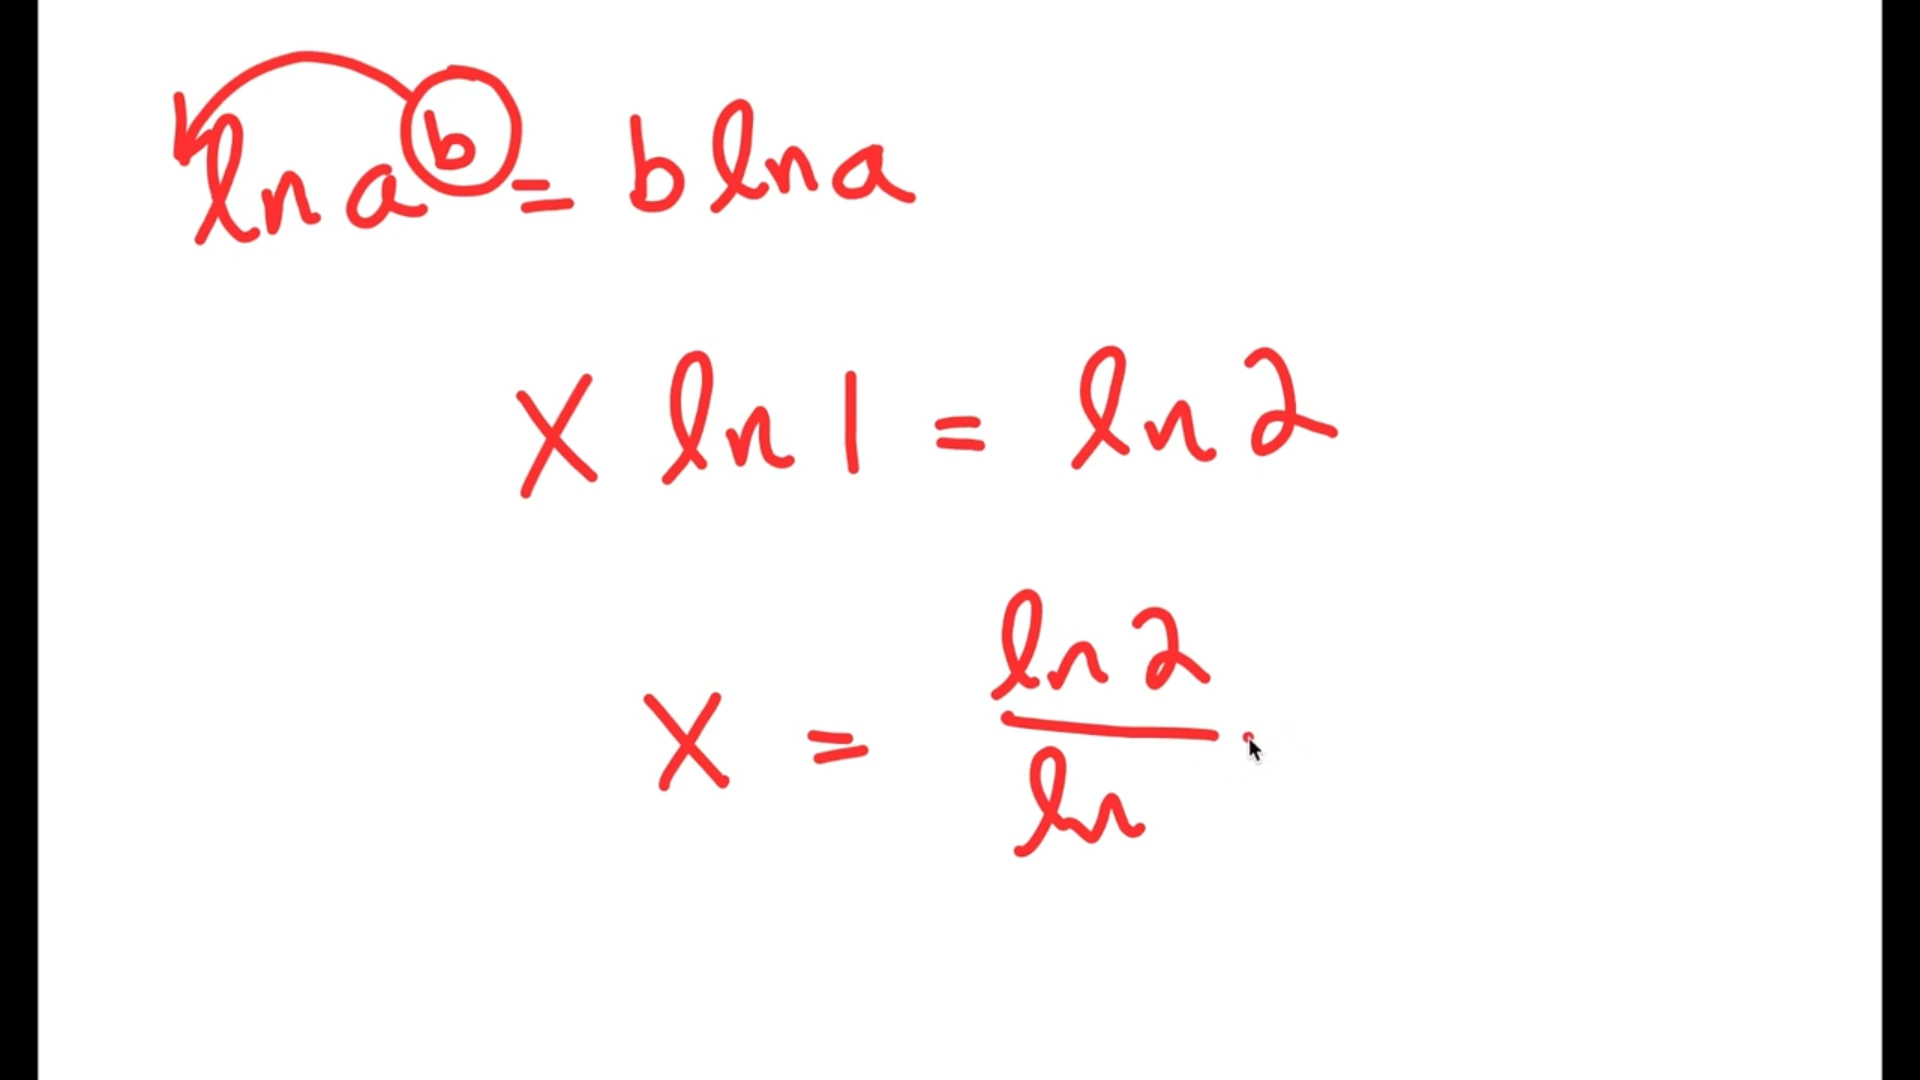 ln a^b = b ln a
x ln 1 = ln 2
x = ln 2 / ln